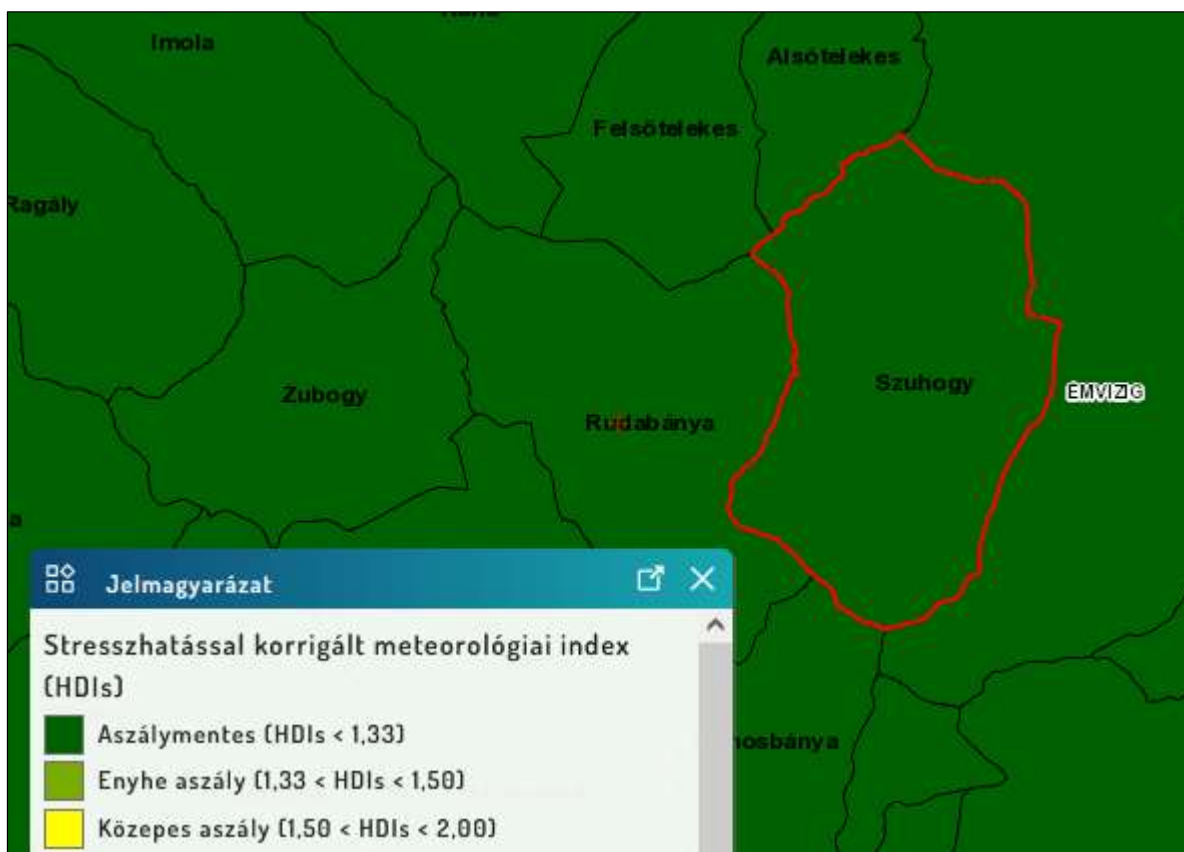 Imola
Alsótelekes
Felsőtelekes
Ragály
Szuhogy
Zubogy
ÉMVIZIG
Rudabánya
a
Jelmagyarázat
Stresszhatással korrigált meteorológiai index
(HDIs)
nosbánya
Aszálymentes (HDIs < 1,33)
Enyhe aszály (1,33 < HDIs < 1,50)
Közepes aszály (1,50 < HDIs < 2,00)